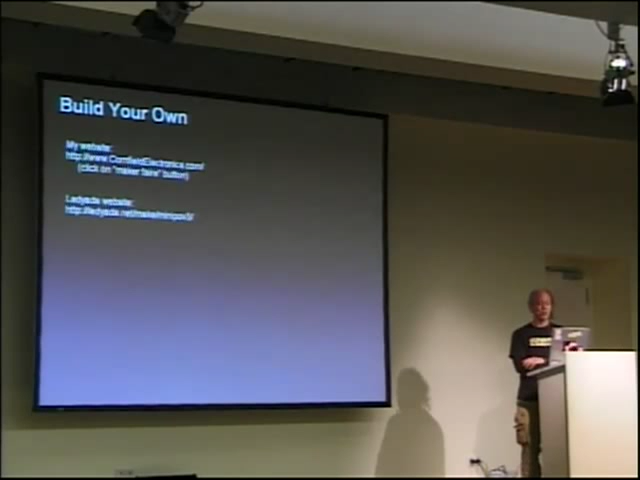 Build Your Own
My website:
http://www.CornfieldElectronics.com/
(click on "maker faire" button)
Ladyada website:
http://ladyada.net/make/minipov3/